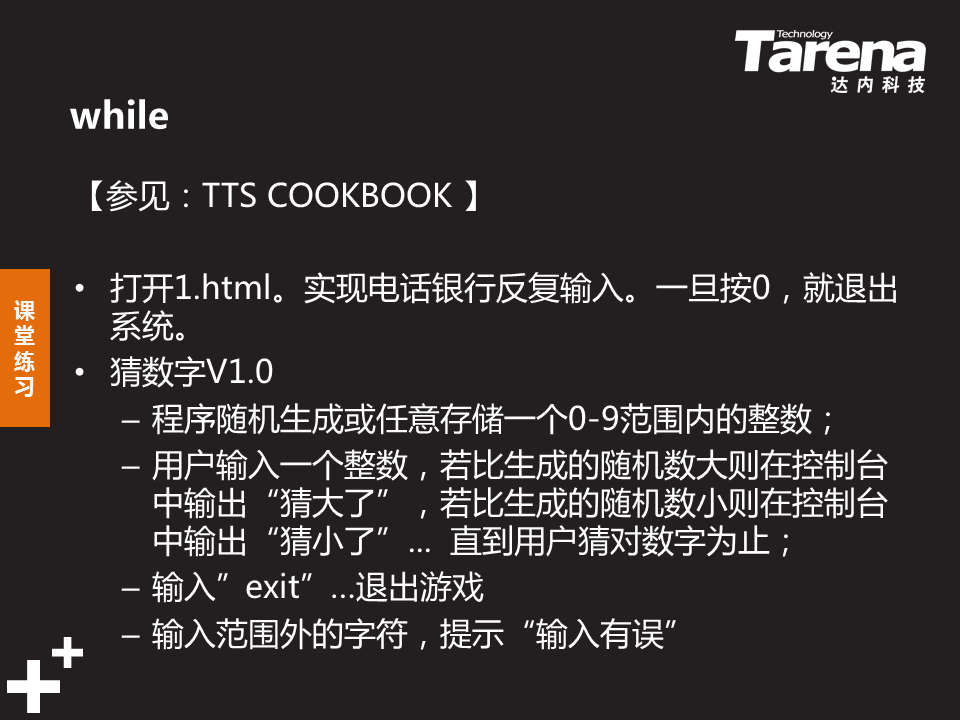 Technology
Tarena
达内科技
while
【参见：TTS COOKBOOK 】
课
堂
练
习
• 打开1.html。实现电话银行反复输入。一旦按0，就退出
系统。
• 猜数字V1.0
– 程序随机生成或任意存储一个0-9范围内的整数；
– 用户输入一个整数，若比生成的随机数大则在控制台
中输出“猜大了”，若比生成的随机数小则在控制台
中输出“猜小了”... 直到用户猜对数字为止；
– 输入”exit”...退出游戏
– 输入范围外的字符，提示“输入有误”